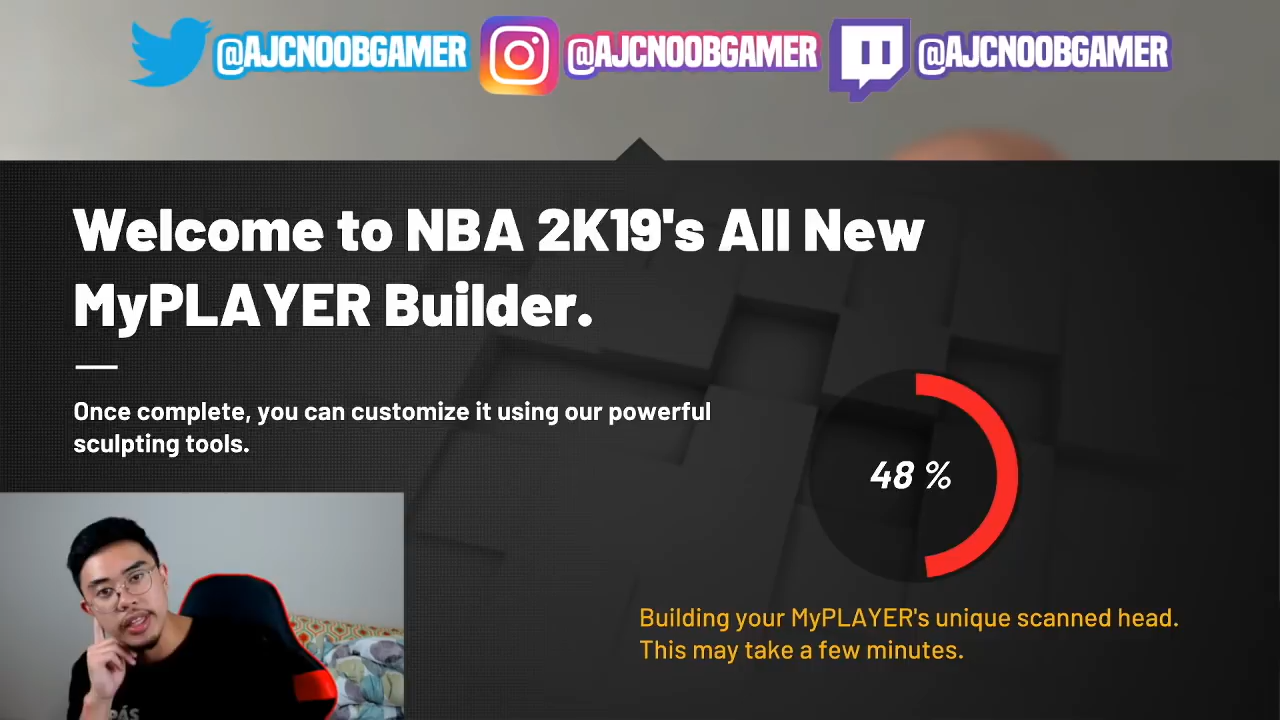 @AJCNOOBGAMER @AJCNOOBGAMER @AJCNOOBGAMER
Welcome to NBA 2K19's All New
MyPLAYER Builder.
Once complete, you can customize it using our powerful
sculpting tools.
48 %
Building your MyPLAYER's unique scanned head.
This may take a few minutes.